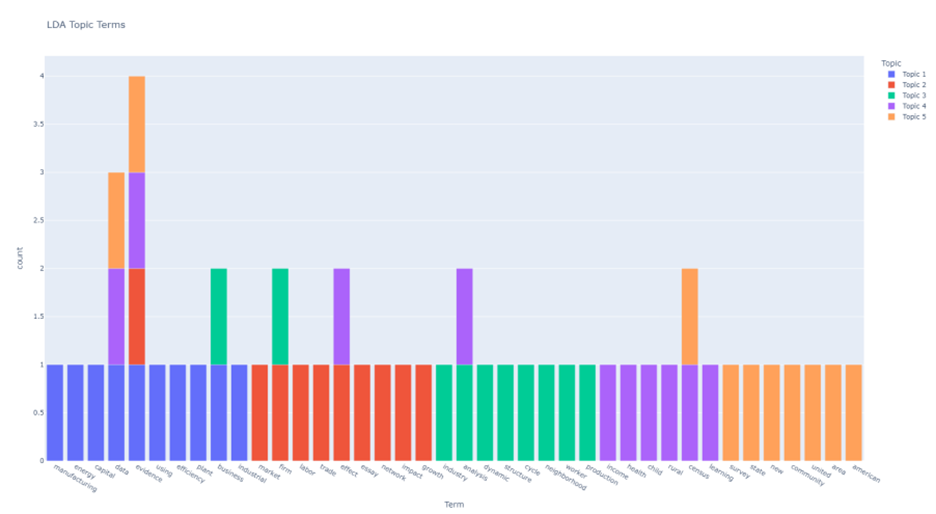 LDA Topic Terms
Topic
Topic 1
Topic 2
Topic 3
Topic 4
Topic 5
4
3.5
3
2.5
2
1.5
1
0.5
0
count
manufacturing
energy
capital
data
evidence
using
efficiency
plant
business
industrial
market
firm
labor
trade
effect
essay
network
impact
growth
industry
analysis
dynamic
structure
cycle
neighborhood
worker
production
income
health
child
rural
census
learning
survey
state
new
community
united
area
american
Term